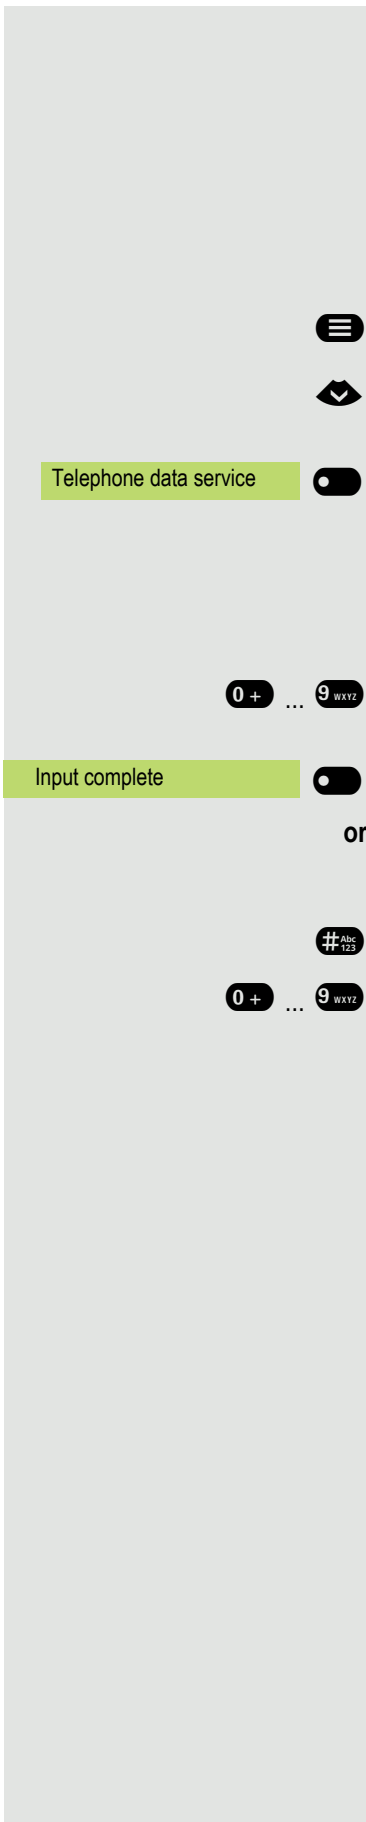 Telephone data service
0 + ... 9 WXYZ
Input complete
or
# Abc 123
0 + ... 9 WXYZ